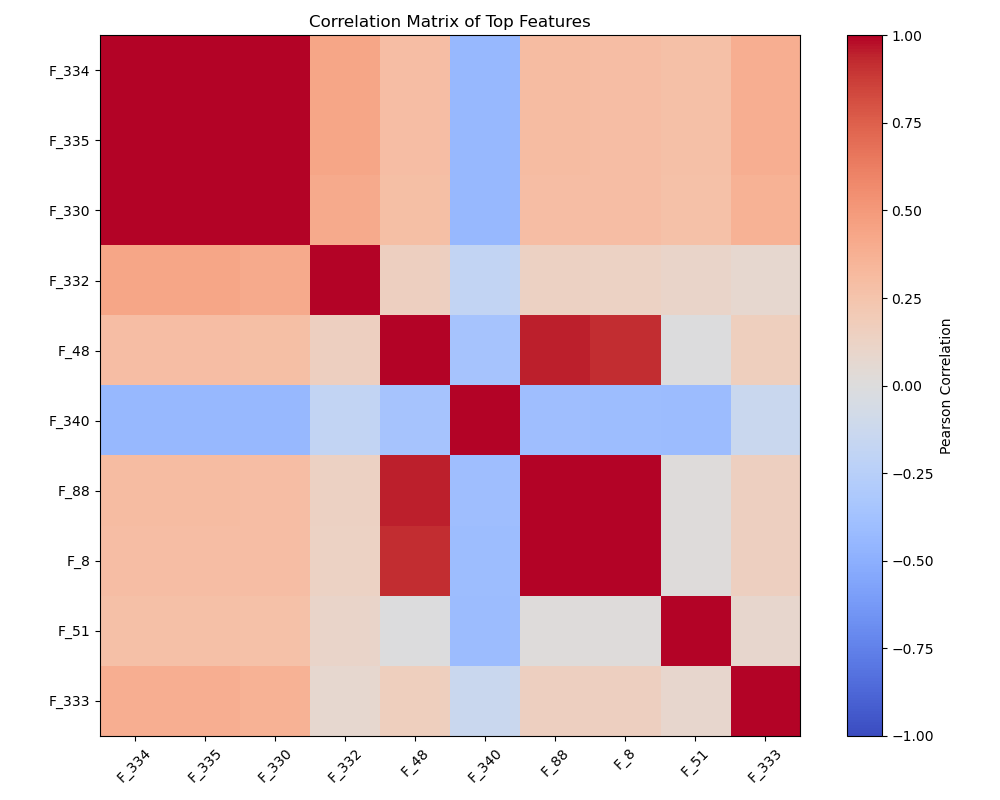 Correlation Matrix of Top Features
F_334
F_335
F_330
F_332
F_48
F_340
F_88
F_8
F_51
F_333
F_334
F_335
F_330
F_332
F_48
F_340
F_88
F_8
F_51
F_333
1.00
0.75
0.50
0.25
0.00
−0.25
−0.50
−0.75
−1.00
Pearson Correlation